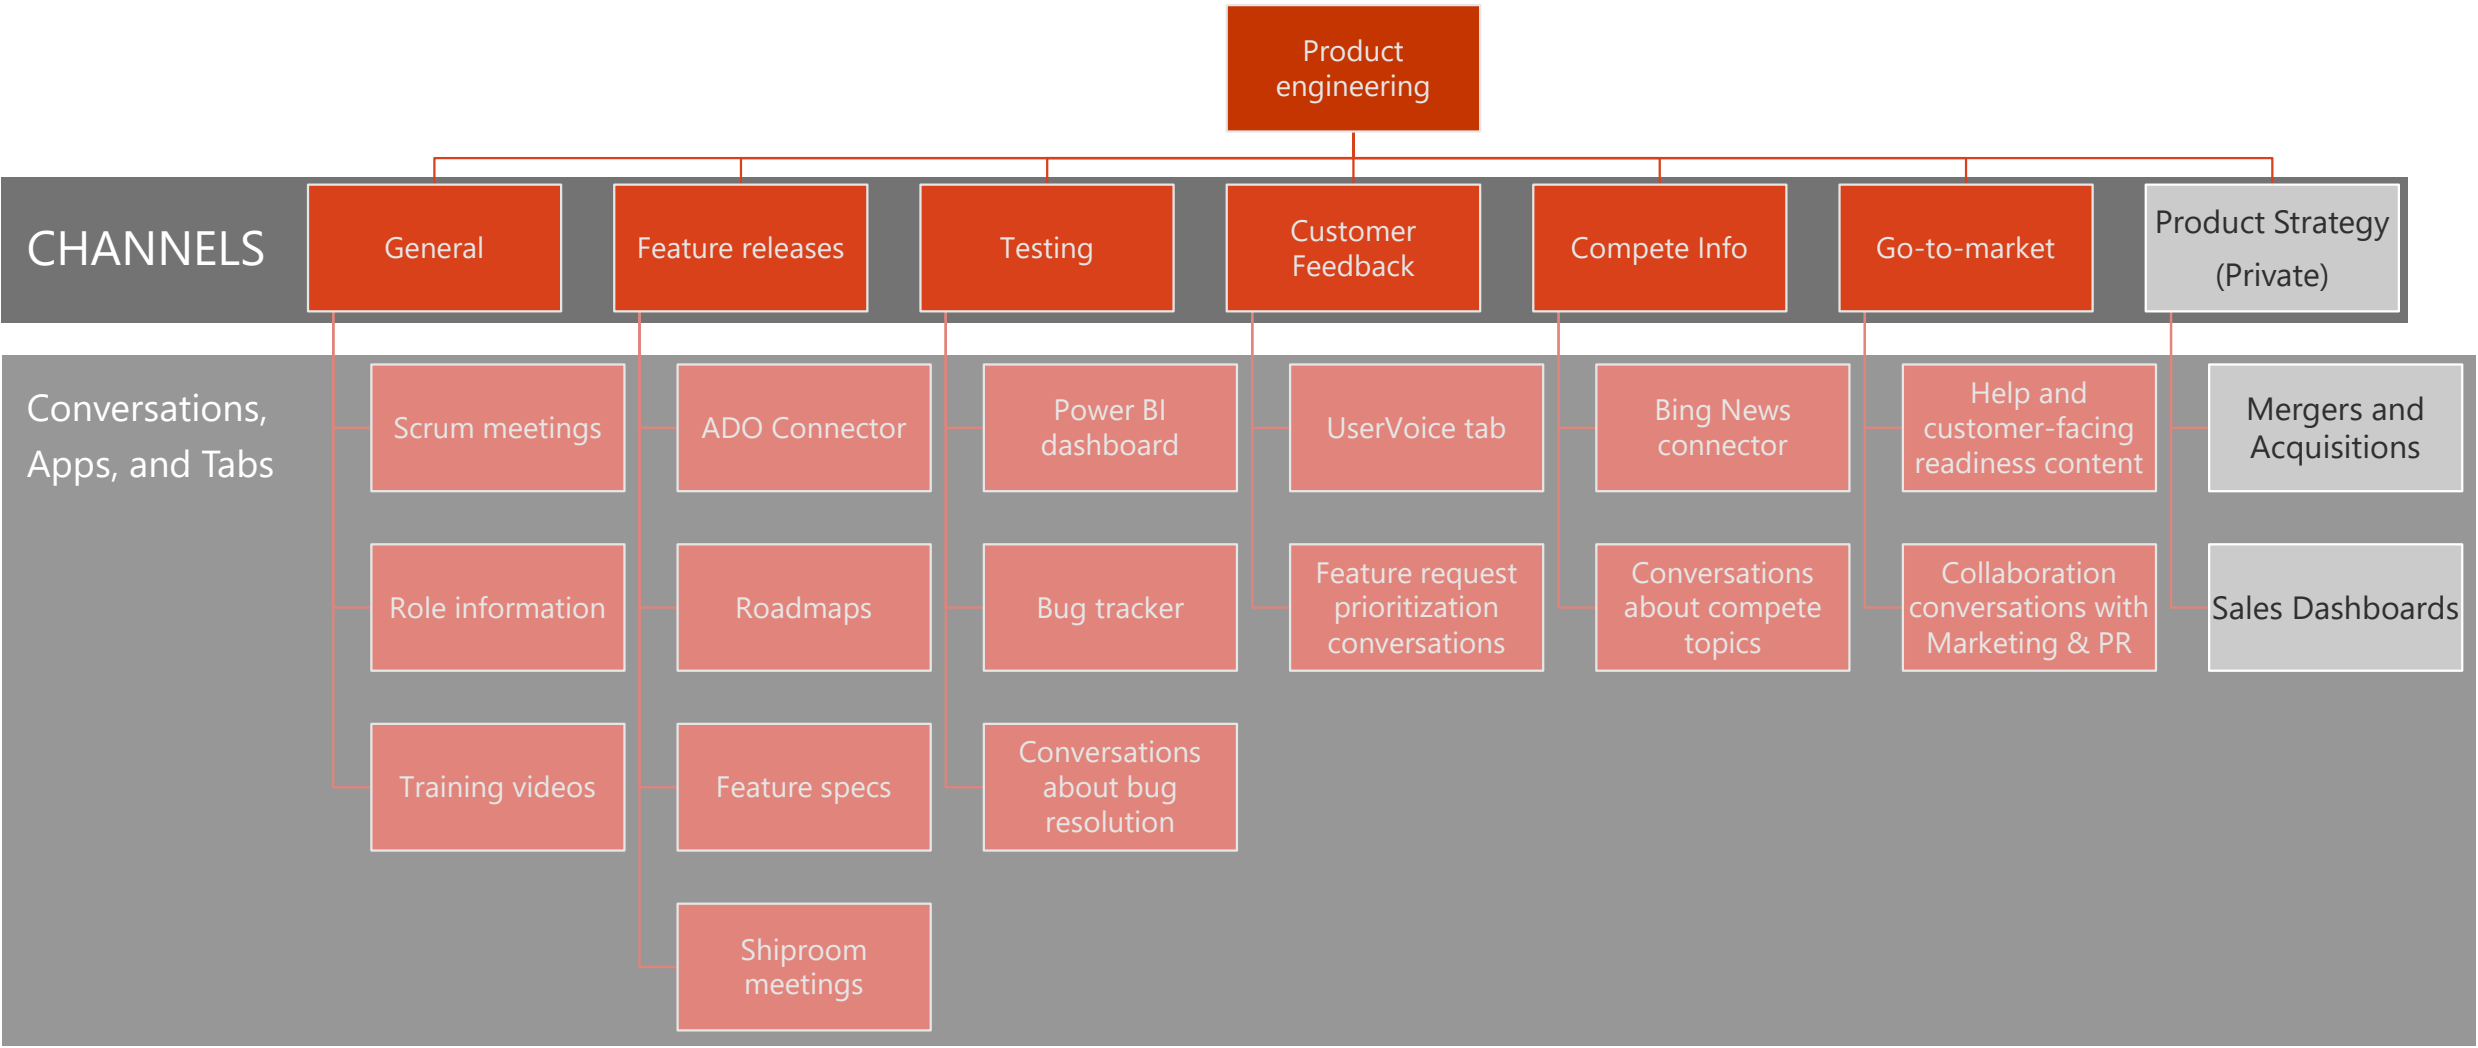 Product
engineering
CHANNELS
General
Feature releases
Testing
Customer
Feedback
Compete Info
Go-to-market
Product Strategy
(Private)
Conversations,
Apps, and Tabs
Scrum meetings
ADO Connector
Power BI
dashboard
UserVoice tab
Bing News
connector
Help and
customer-facing
readiness content
Mergers and
Acquisitions
Role information
Roadmaps
Bug tracker
Feature request
prioritization
conversations
Conversations
about compete
topics
Collaboration
conversations with
Marketing & PR
Sales Dashboards
Training videos
Feature specs
Conversations
about bug
resolution
Shiproom
meetings